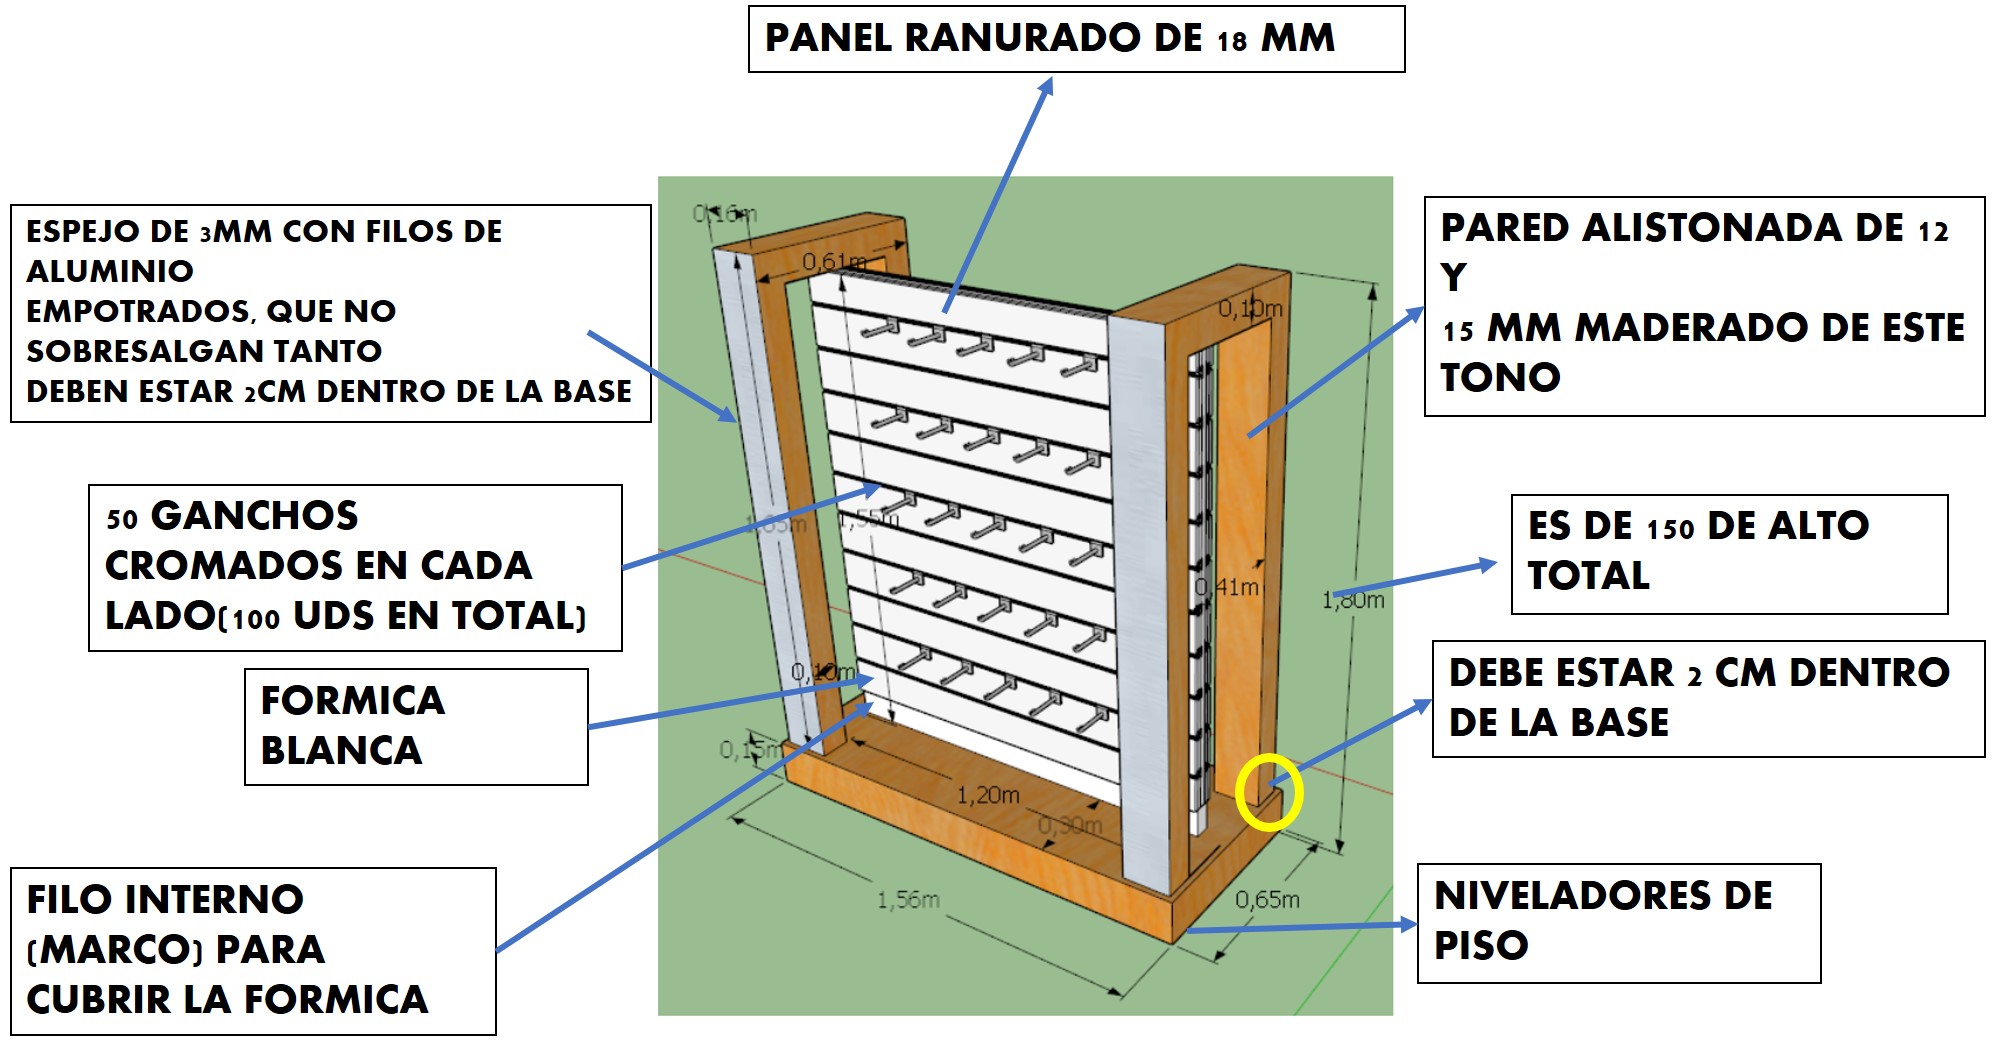 PANEL RANURADO DE 18 MM
ESPEJO DE 3MM CON FILOS DE
ALUMINIO
EMPOTRADOS, QUE NO
SOBRESALGAN TANTO
DEBEN ESTAR 2CM DENTRO DE LA BASE
PARED ALISTONADA DE 12
Y
15 MM MADERADO DE ESTE
TONO
50 GANCHOS
CROMADOS EN CADA
LADO(100 UDS EN TOTAL)
ES DE 150 DE ALTO
TOTAL
FORMICA
BLANCA
DEBE ESTAR 2 CM DENTRO
DE LA BASE
FILO INTERNO
(MARCO) PARA
CUBRIR LA FORMICA
NIVELADORES DE
PISO
0,16m
0,61m
0,10m
1,65m
1,55m
0,41m
1,80m
0,10m
0,15m
1,20m
0,30m
1,56m
0,65m